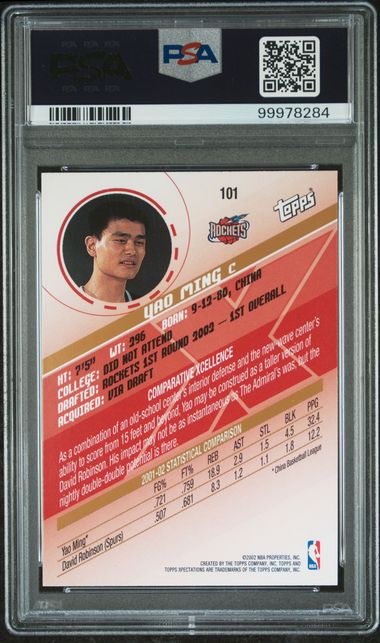 PSA
PSA
99978284
101
ROCKETS
Topps
YAO MING C
HT: 7'5" WT: 296 BORN: 9-12-80, CHINA
COLLEGE: DID NOT ATTEND
DRAFTED: ROCKETS 1ST ROUND 2002 — 1ST OVERALL
ACQUIRED: VIA DRAFT
COMPARATIVE XCELLENCE
As a combination of an old-school center's interior defense and the new-wave center's
ability to score from 15 feet and beyond, Yao may be construed as a taller version of
David Robinson. His impact may not be as instantaneous as The Admiral's was, but the
nightly double-double potential is there.
2001-02 STATISTICAL COMPARISON
FG% FT% REB AST STL BLK PPG
Yao Ming* .721 .759 18.9 2.9 1.5 4.5 32.4
David Robinson (Spurs) .507 .681 8.3 1.2 1.1 1.8 12.2
* China Basketball League
©2002 NBA PROPERTIES, INC.
CREATED BY THE TOPPS COMPANY, INC. TOPPS AND
TOPPS XPECTATIONS ARE TRADEMARKS OF THE TOPPS COMPANY, INC.
NBA